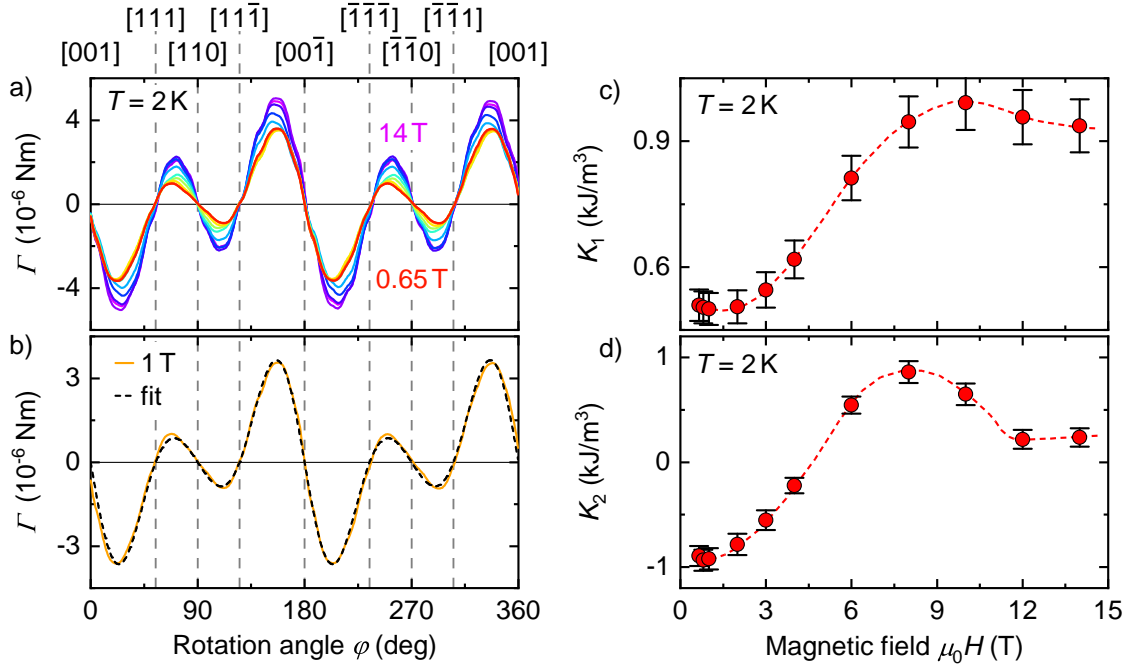 [111] [111̄] [1̄1̄1̄] [1̄1̄1]
[001] [110] [001̄] [1̄1̄0] [001]
a)
T = 2 K
14 T
0.65 T
4
0
-4
Γ (10⁻⁶ Nm)
b)
1 T
fit
3
0
-3
Γ (10⁻⁶ Nm)
0 90 180 270 360
Rotation angle φ (deg)
c)
T = 2 K
0.9
0.6
K₁ (kJ/m³)
d)
T = 2 K
1
0
-1
K₂ (kJ/m³)
0 3 6 9 12 15
Magnetic field μ₀H (T)